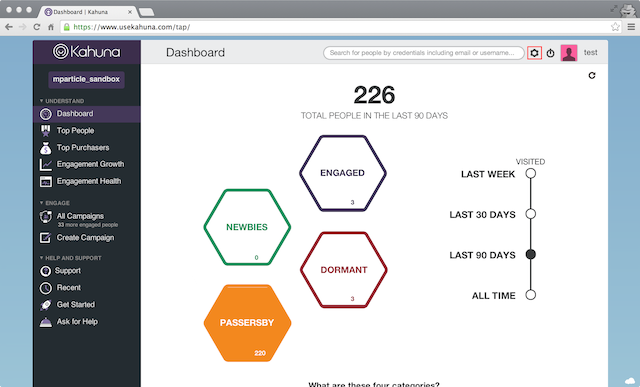 Dashboard | Kahuna
https://www.usekahuna.com/tap/
Kahuna
Dashboard
Search for people by credentials including email or username...
test
mparticle_sandbox
UNDERSTAND
Dashboard
Top People
Top Purchasers
Engagement Growth
Engagement Health
ENGAGE
All Campaigns
33 more engaged people
Create Campaign
HELP AND SUPPORT
Support
Recent
Get Started
Ask for Help
226
TOTAL PEOPLE IN THE LAST 90 DAYS
ENGAGED
3
NEWBIES
0
DORMANT
3
PASSERSBY
220
VISITED
LAST WEEK
LAST 30 DAYS
LAST 90 DAYS
ALL TIME
What are these four categories?